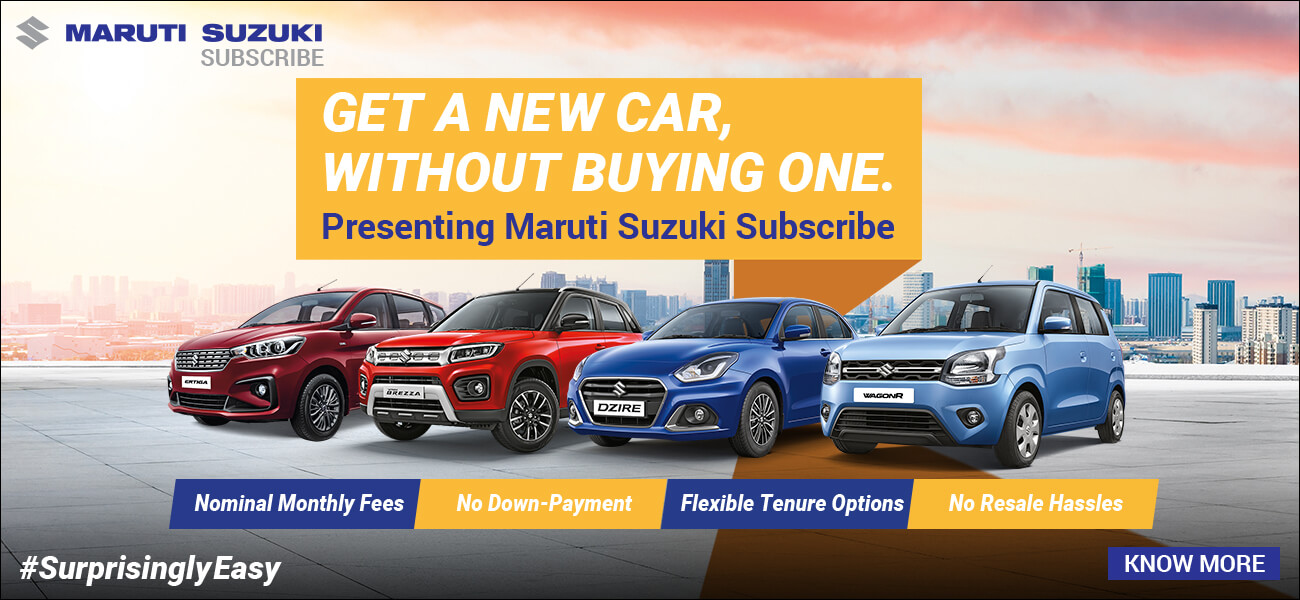 MARUTI SUZUKI
SUBSCRIBE
GET A NEW CAR,
WITHOUT BUYING ONE.
Presenting Maruti Suzuki Subscribe
ERTIGA
BREZZA
DZIRE
WAGONR
Nominal Monthly Fees
No Down-Payment
Flexible Tenure Options
No Resale Hassles
#SurprisinglyEasy
KNOW MORE